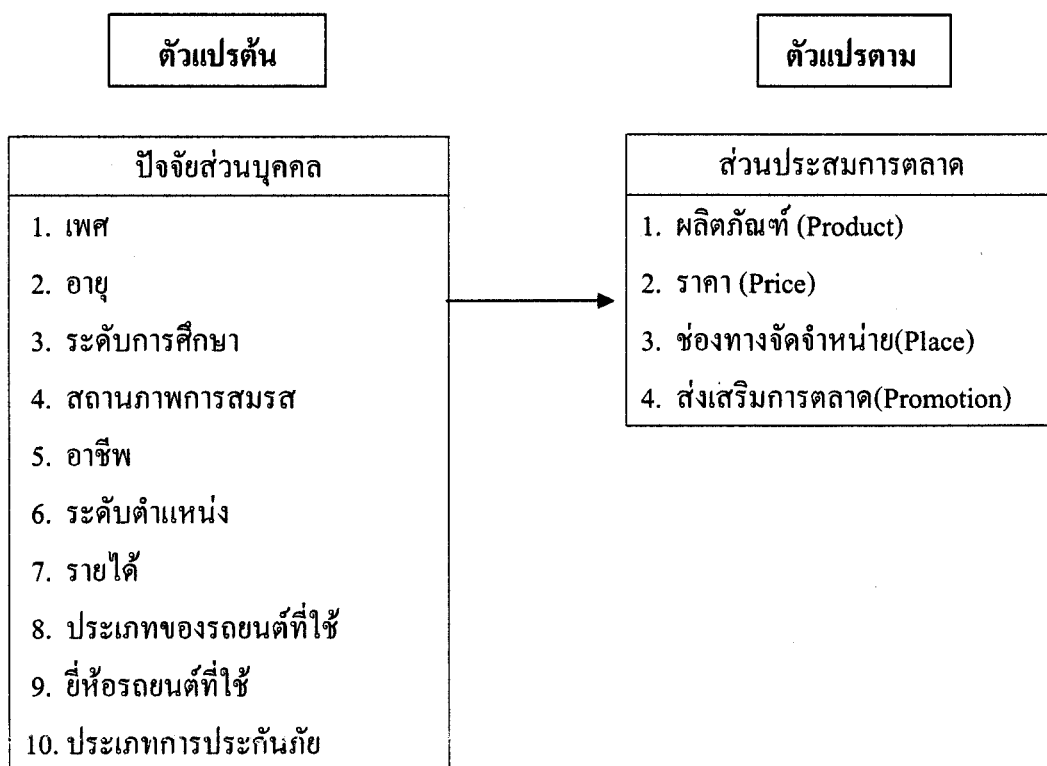 ตัวแปรต้น
ตัวแปรตาม
ปัจจัยส่วนบุคคล
1. เพศ
2. อายุ
3. ระดับการศึกษา
4. สถานภาพการสมรส
5. อาชีพ
6. ระดับตำแหน่ง
7. รายได้
8. ประเภทของรถยนต์ที่ใช้
9. ยี่ห้อรถยนต์ที่ใช้
10. ประเภทการประกันภัย
ส่วนประสมการตลาด
1. ผลิตภัณฑ์ (Product)
2. ราคา (Price)
3. ช่องทางจัดจำหน่าย(Place)
4. ส่งเสริมการตลาด(Promotion)